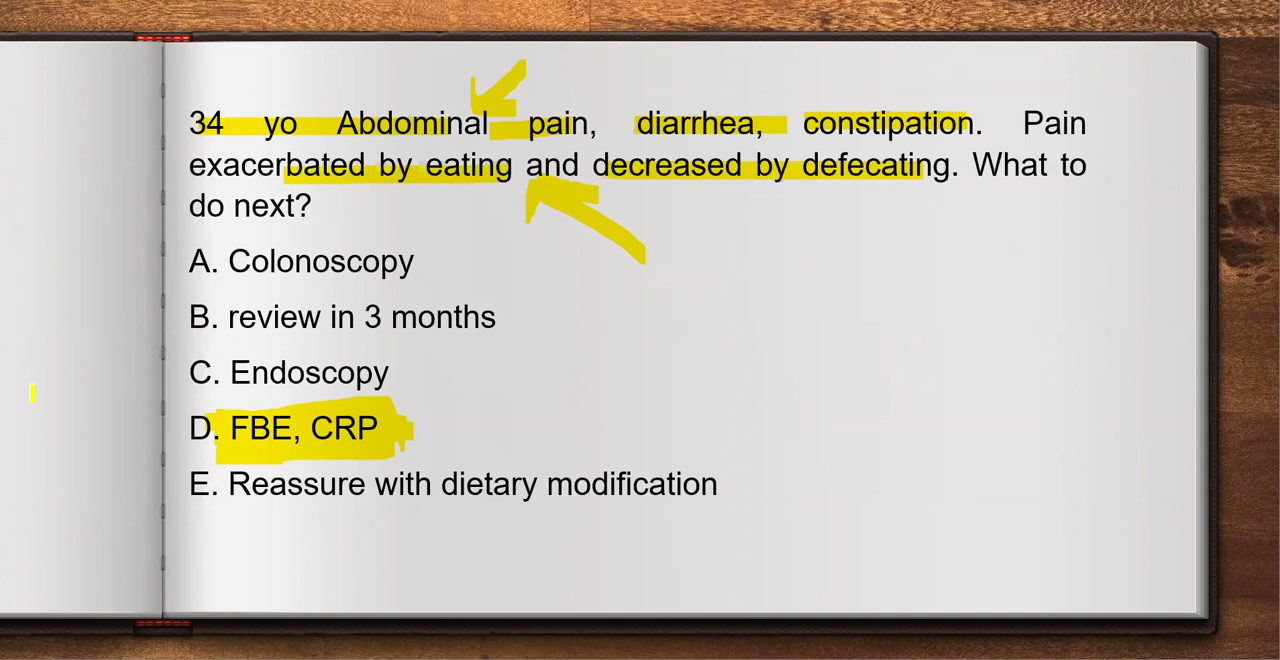 34 yo Abdominal pain, diarrhea, constipation. Pain
exacerbated by eating and decreased by defecating. What to
do next?
A. Colonoscopy
B. review in 3 months
C. Endoscopy
D. FBE, CRP
E. Reassure with dietary modification